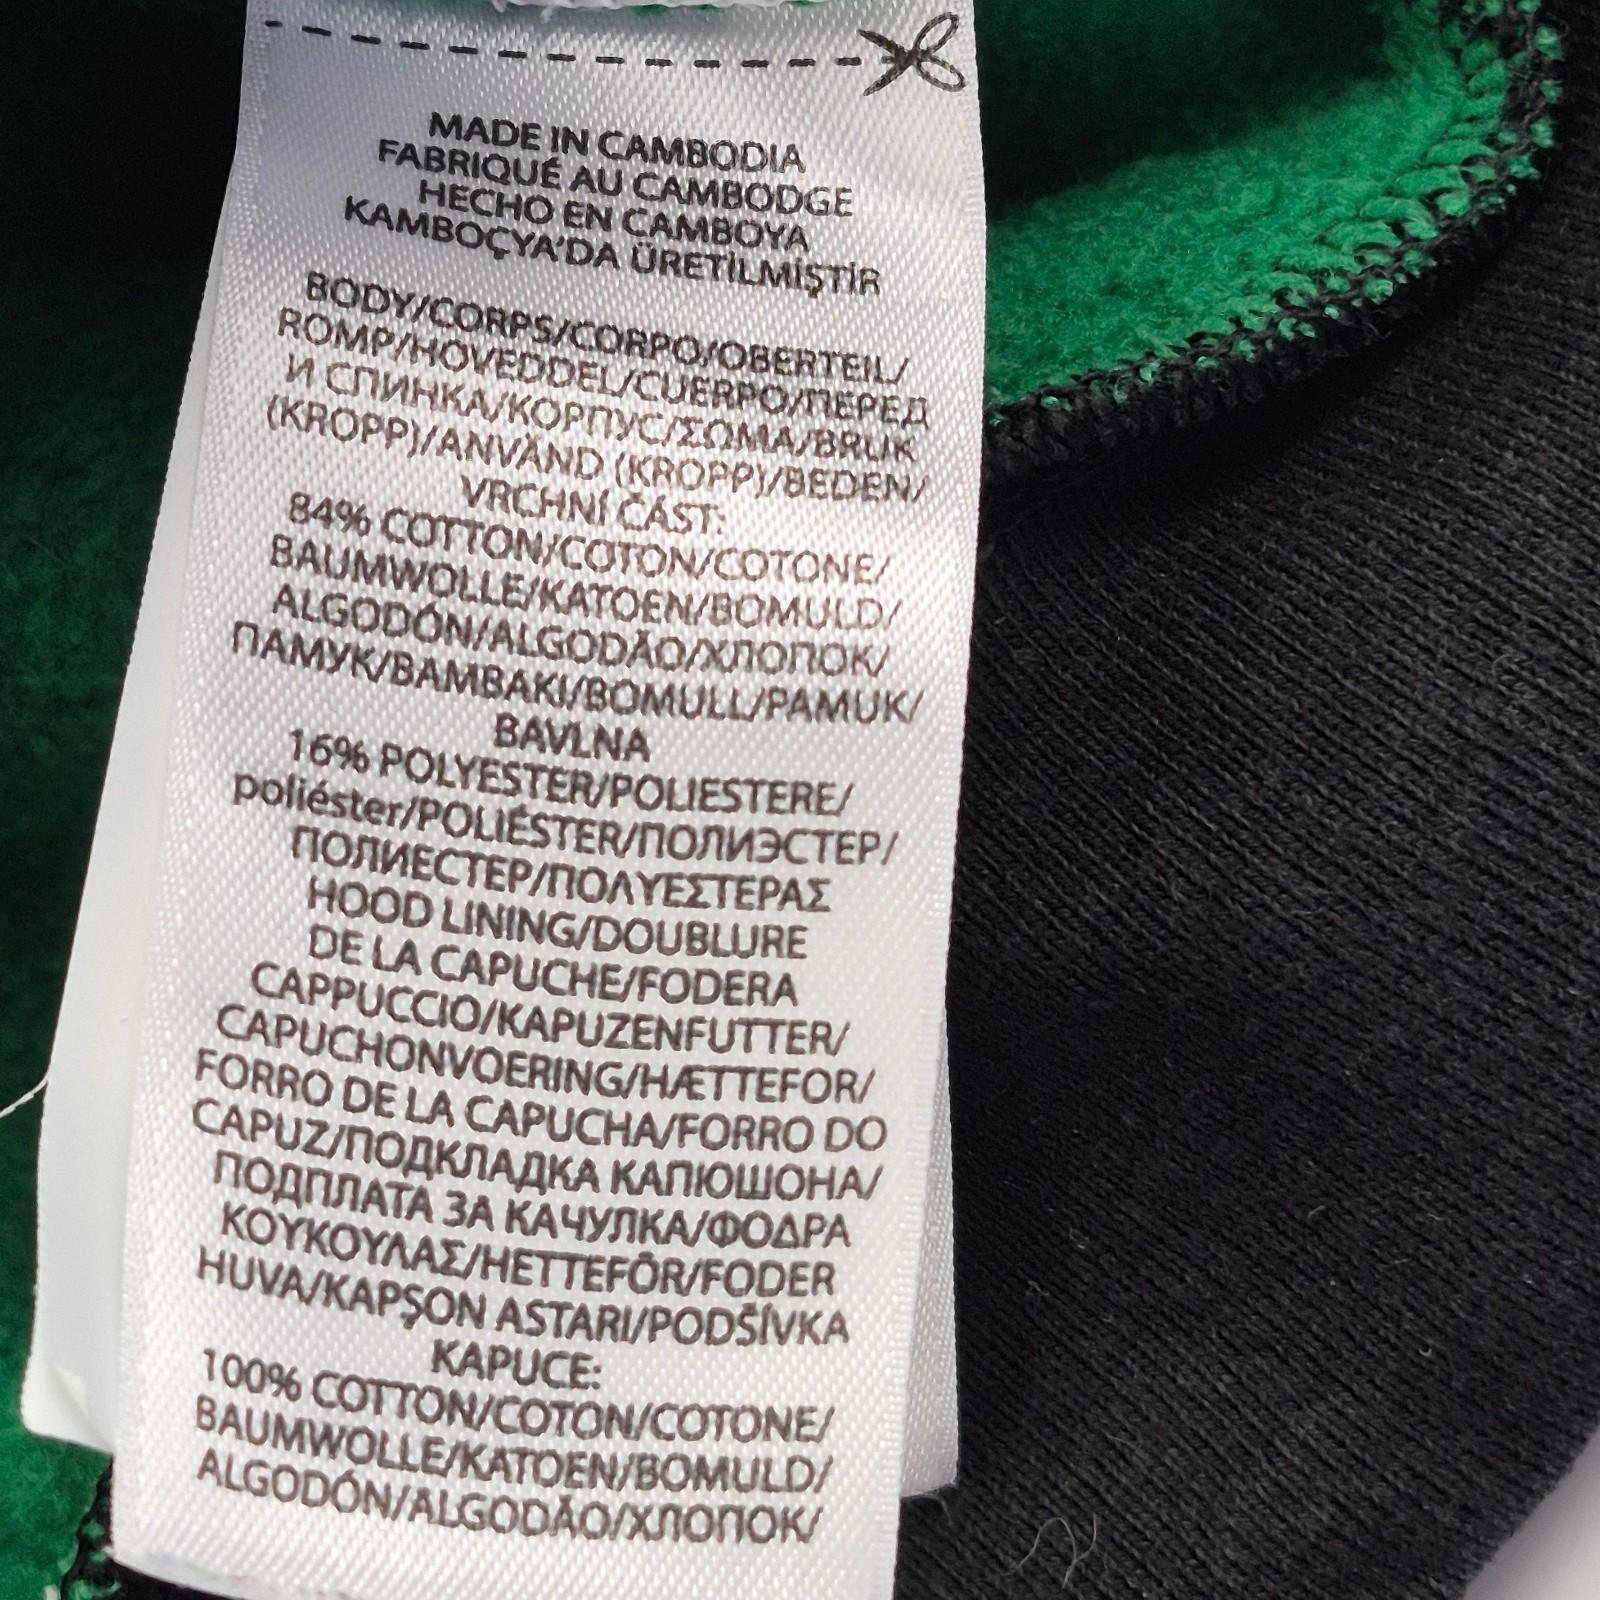 MADE IN CAMBODIA
FABRIQUÉ AU CAMBODGE
HECHO EN CAMBOYA
KAMBOÇYA'DA ÜRETİLMİŞTİR
BODY/CORPS/CORPO/OBERTEIL/
ROMP/HOVEDDEL/CUERPO/ПЕРЕД
И СПИНКА/КОРПУС/ΣΩΜΑ/BRUK
(KROPP)/ANVÄND (KROPP)/BEDEN/
VRCHNÍ ČÁST:
84% COTTON/COTON/COTONE/
BAUMWOLLE/KATOEN/BOMULD/
ALGODÓN/ALGODÃO/ХЛОПОК/
ПАМУК/ΒΑΜΒΑΚΙ/BOMULL/PAMUK/
BAVLNA
16% POLYESTER/POLIESTERE/
poliéster/POLIÉSTER/ПОЛИЭСТЕР/
ПОЛИЕСТЕР/ΠΟΛΥΕΣΤΕΡΑΣ
HOOD LINING/DOUBLURE
DE LA CAPUCHE/FODERA
CAPPUCCIO/KAPUZENFUTTER/
CAPUCHONVOERING/HÆTTEFOR/
FORRO DE LA CAPUCHA/FORRO DO
CAPUZ/ПОДКЛАДКА КАПЮШОНА/
ПОДПЛАТА ЗА КАЧУЛКА/ΦΟΔΡΑ
ΚΟΥΚΟΥΛΑΣ/HETTEFÔR/FODER
HUVA/KAPŞON ASTARI/PODŠÍVKA
KAPUCE:
100% COTTON/COTON/COTONE/
BAUMWOLLE/KATOEN/BOMULD/
ALGODÓN/ALGODÃO/ХЛОПОК/